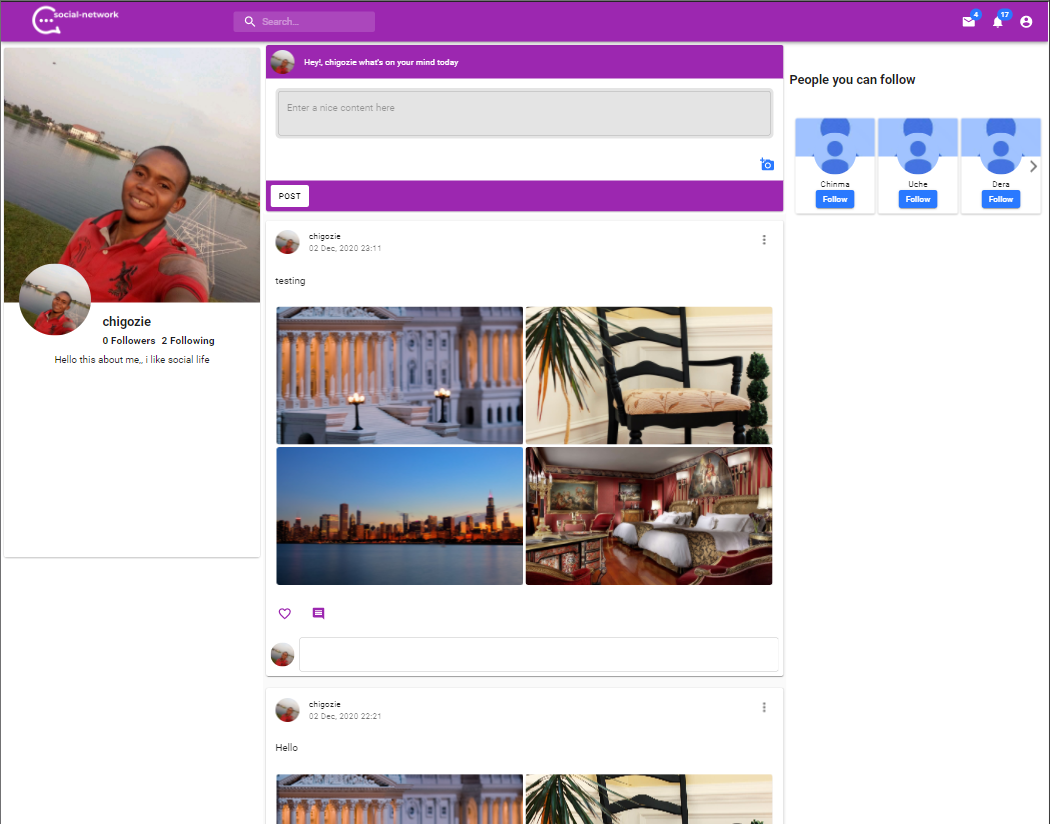 social-network
Search...
4
17
chigozie
0 Followers 2 Following
Hello this about me,, i like social life
Hey!, chigozie what's on your mind today
Enter a nice content here
POST
chigozie
02 Dec, 2020 23:11
testing
chigozie
02 Dec, 2020 22:21
Hello
People you can follow
Chinma
Follow
Uche
Follow
Dera
Follow